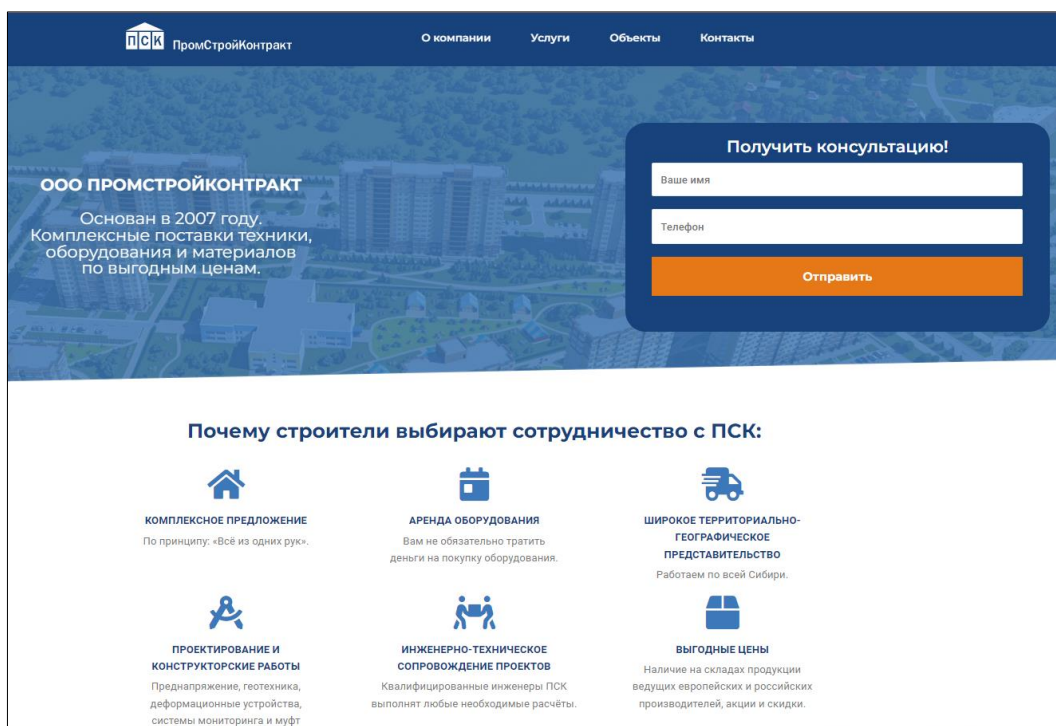 ПСК ПромСтройКонтракт
О компании Услуги Объекты Контакты
ООО ПРОМСТРОЙКОНТРАКТ
Основан в 2007 году.
Комплексные поставки техники,
оборудования и материалов
по выгодным ценам.
Получить консультацию!
Ваше имя
Телефон
Отправить
Почему строители выбирают сотрудничество с ПСК:
КОМПЛЕКСНОЕ ПРЕДЛОЖЕНИЕ
По принципу: «Всё из одних рук».
АРЕНДА ОБОРУДОВАНИЯ
Вам не обязательно тратить
деньги на покупку оборудования.
ШИРОКОЕ ТЕРРИТОРИАЛЬНО-
ГЕОГРАФИЧЕСКОЕ
ПРЕДСТАВИТЕЛЬСТВО
Работаем по всей Сибири.
ПРОЕКТИРОВАНИЕ И
КОНСТРУКТОРСКИЕ РАБОТЫ
Преднапряжение, геотехника,
деформационные устройства,
системы мониторинга и муфт
ИНЖЕНЕРНО-ТЕХНИЧЕСКОЕ
СОПРОВОЖДЕНИЕ ПРОЕКТОВ
Квалифицированные инженеры ПСК
выполнят любые необходимые расчёты.
ВЫГОДНЫЕ ЦЕНЫ
Наличие на складах продукции
ведущих европейских и российских
производителей, акции и скидки.